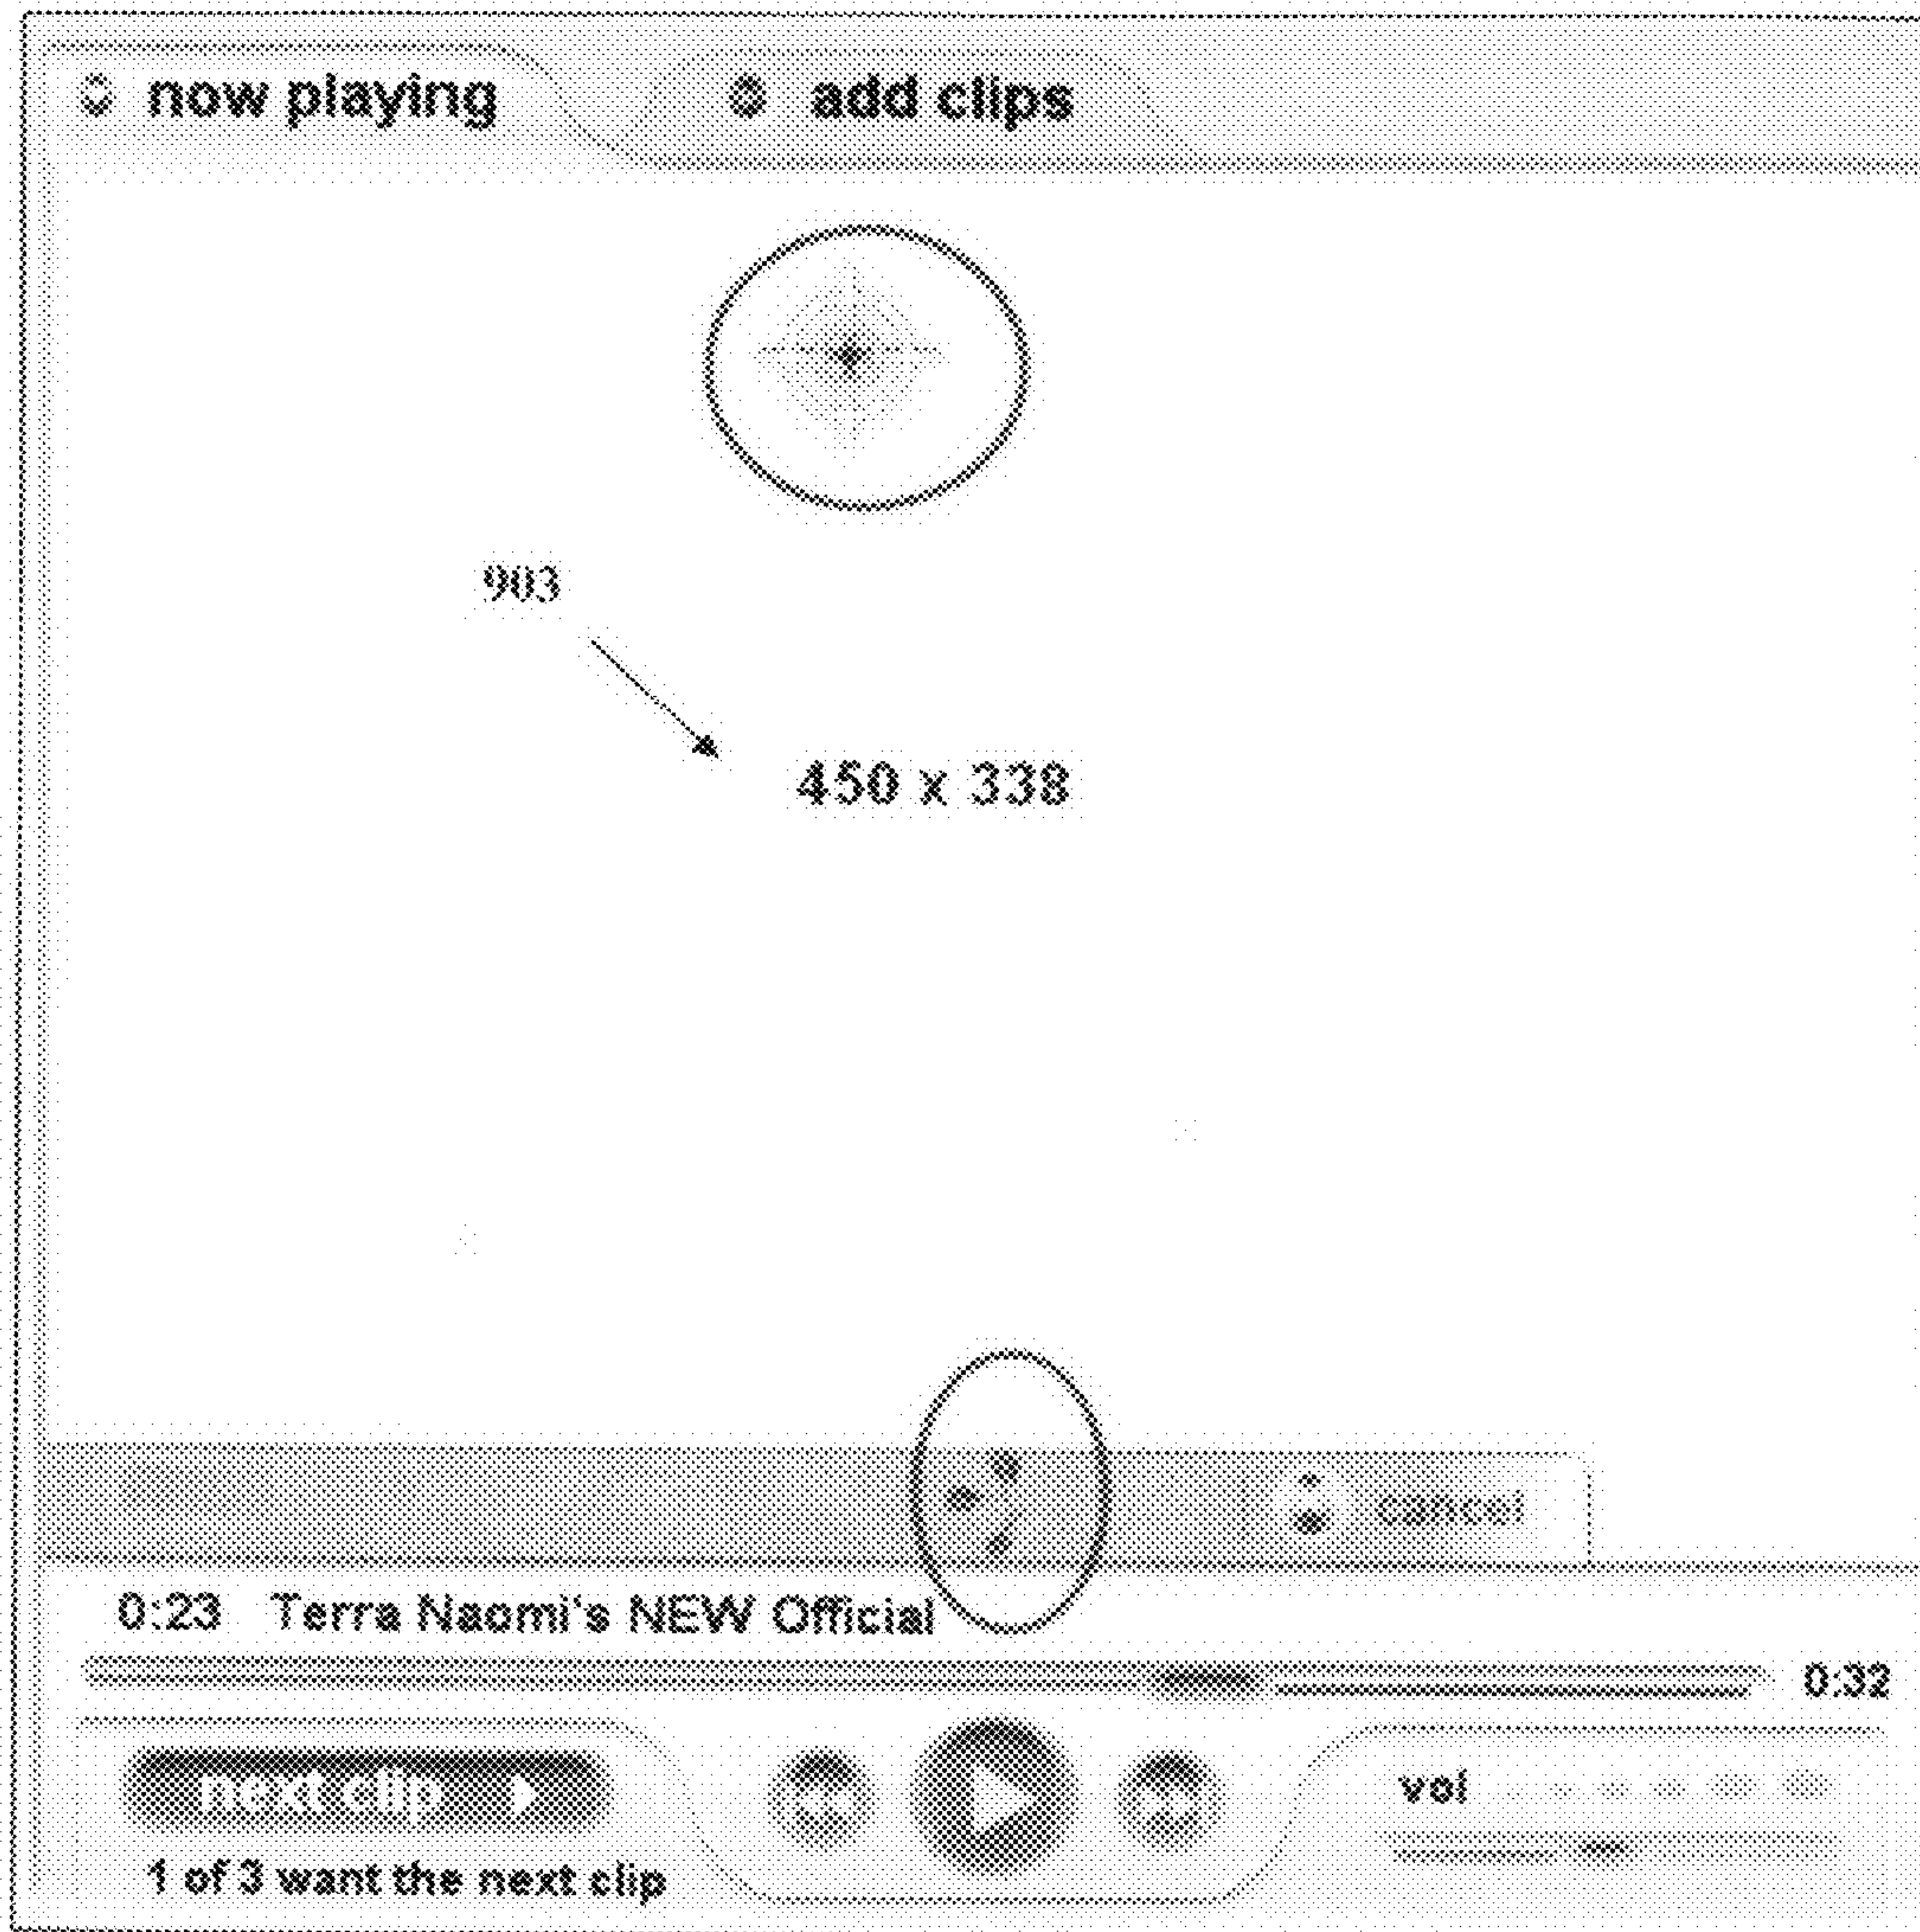 now playing
add clips
903
450 x 338
cancel
0:23 Terra Naomi's NEW Official
0:32
next clip
vol
1 of 3 want the next clip